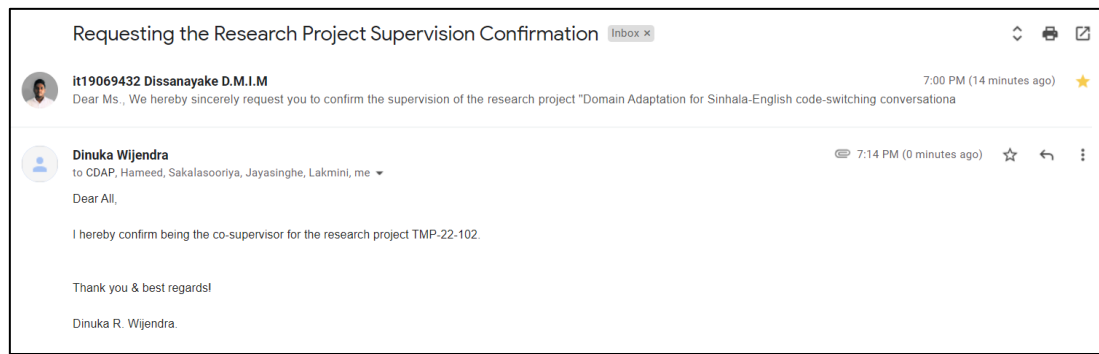 Requesting the Research Project Supervision Confirmation Inbox ×
it19069432 Dissanayake D.M.I.M 7:00 PM (14 minutes ago)
Dear Ms., We hereby sincerely request you to confirm the supervision of the research project "Domain Adaptation for Sinhala-English code-switching conversationa
Dinuka Wijendra 7:14 PM (0 minutes ago)
to CDAP, Hameed, Sakalasooriya, Jayasinghe, Lakmini, me
Dear All,
I hereby confirm being the co-supervisor for the research project TMP-22-102.
Thank you & best regards!
Dinuka R. Wijendra.